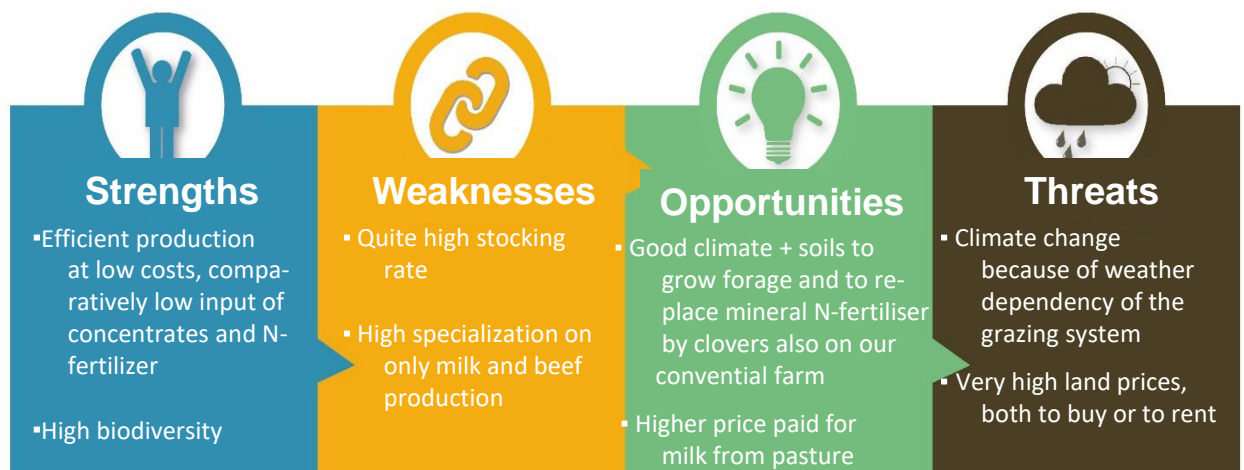 Strengths
▪Efficient production
at low costs, compa-
ratively low input of
concentrates and N-
fertilizer
▪High biodiversity
Weaknesses
▪ Quite high stocking
rate
▪ High specialization on
only milk and beef
production
Opportunities
▪ Good climate + soils to
grow forage and to re-
place mineral N-fertiliser
by clovers also on our
convential farm
▪ Higher price paid for
milk from pasture
Threats
▪ Climate change
because of weather
dependency of the
grazing system
▪ Very high land prices,
both to buy or to rent